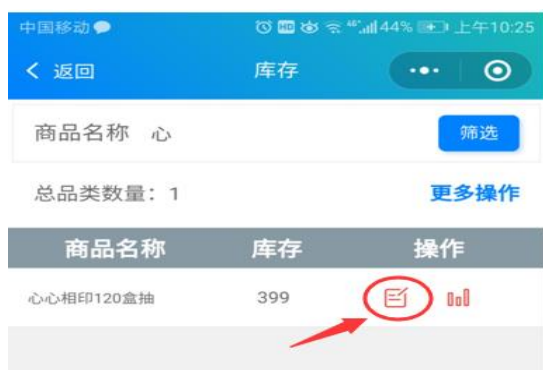 中国移动 HD 46+ 44% 上午10:25
返回 库存
商品名称 心 筛选
总品类数量：1 更多操作
商品名称 库存 操作
心心相印120盒抽 399